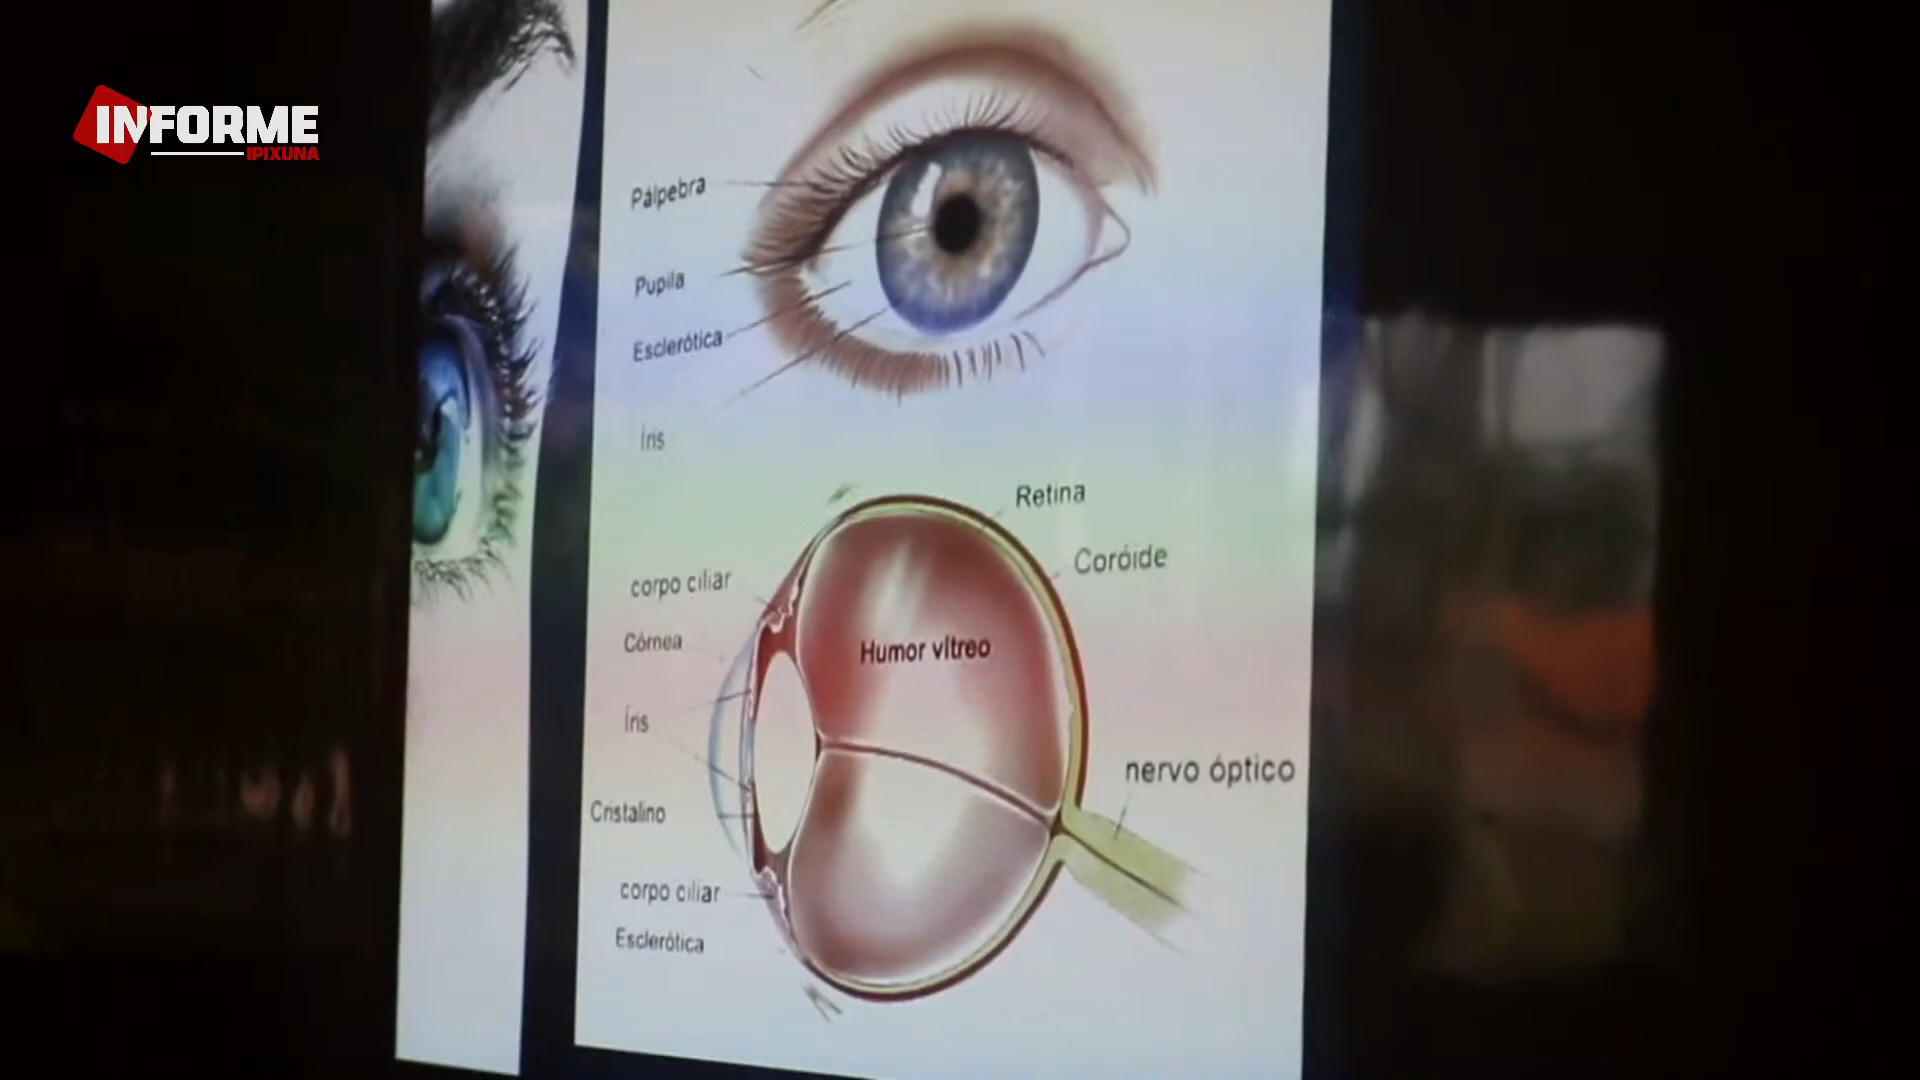 INFORME
IPIXUNA
Pálpebra
Pupila
Esclerótica
Íris
Retina
Coróide
corpo ciliar
Córnea
Humor vítreo
Íris
nervo óptico
Cristalino
corpo ciliar
Esclerótica